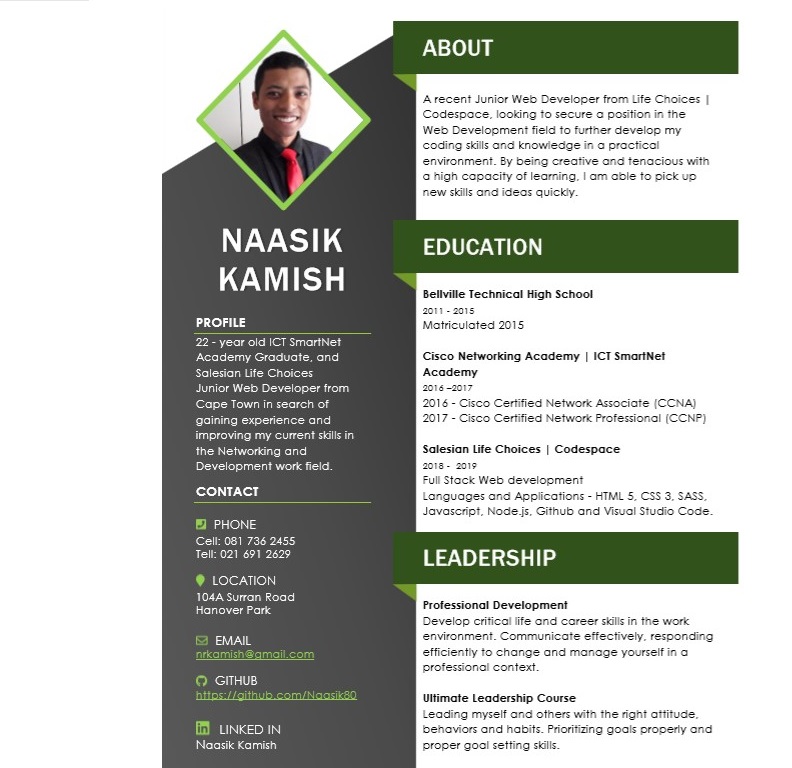 NAASIK
KAMISH
PROFILE
22 - year old ICT SmartNet
Academy Graduate, and
Salesian Life Choices
Junior Web Developer from
Cape Town in search of
gaining experience and
improving my current skills in
the Networking and
Development work field.
CONTACT
PHONE
Cell: 081 736 2455
Tell: 021 691 2629
LOCATION
104A Surran Road
Hanover Park
EMAIL
nrkamish@gmail.com
GITHUB
https://github.com/Naasik80
LINKED IN
Naasik Kamish
ABOUT
A recent Junior Web Developer from Life Choices |
Codespace, looking to secure a position in the
Web Development field to further develop my
coding skills and knowledge in a practical
environment. By being creative and tenacious with
a high capacity of learning, I am able to pick up
new skills and ideas quickly.
EDUCATION
Bellville Technical High School
2011 - 2015
Matriculated 2015
Cisco Networking Academy | ICT SmartNet
Academy
2016 –2017
2016 - Cisco Certified Network Associate (CCNA)
2017 - Cisco Certified Network Professional (CCNP)
Salesian Life Choices | Codespace
2018 - 2019
Full Stack Web development
Languages and Applications - HTML 5, CSS 3, SASS,
Javascript, Node.js, Github and Visual Studio Code.
LEADERSHIP
Professional Development
Develop critical life and career skills in the work
environment. Communicate effectively, responding
efficiently to change and manage yourself in a
professional context.
Ultimate Leadership Course
Leading myself and others with the right attitude,
behaviors and habits. Prioritizing goals properly and
proper goal setting skills.